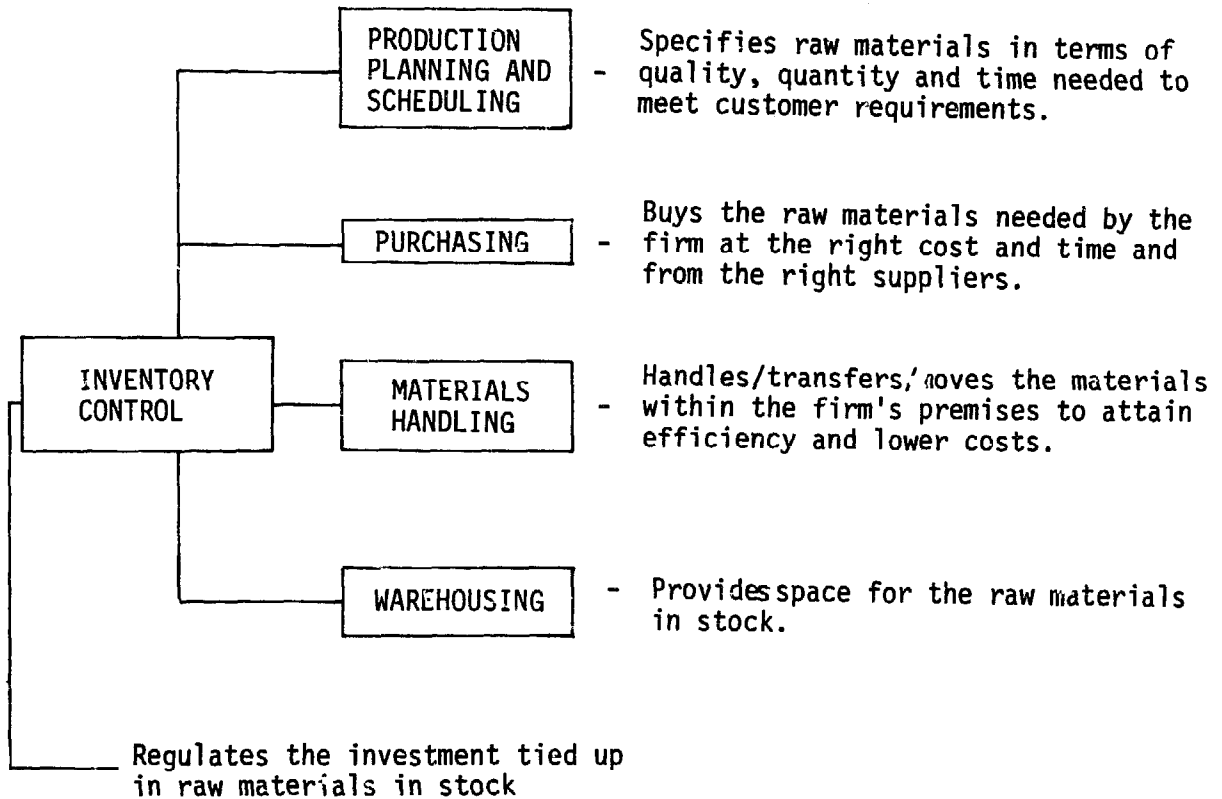 PRODUCTION
PLANNING AND
SCHEDULING
- Specifies raw materials in terms of
quality, quantity and time needed to
meet customer requirements.
PURCHASING
- Buys the raw materials needed by the
firm at the right cost and time and
from the right suppliers.
INVENTORY
CONTROL
MATERIALS
HANDLING
- Handles/transfers/moves the materials
within the firm's premises to attain
efficiency and lower costs.
WAREHOUSING
- Provides space for the raw materials
in stock.
Regulates the investment tied up
in raw materials in stock